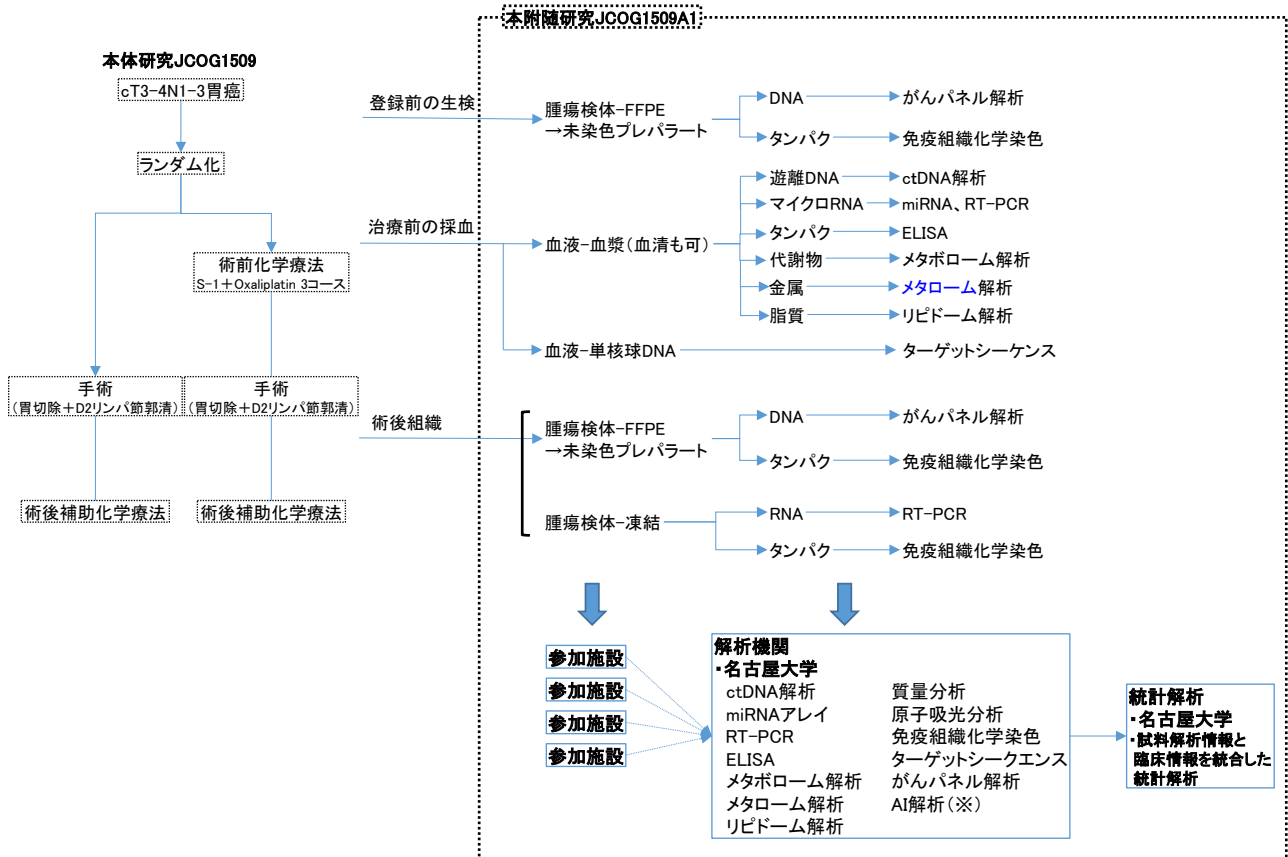 本附随研究JCOG1509A1
本体研究JCOG1509
cT3-4N1-3胃癌
ランダム化
術前化学療法
S-1+Oxaliplatin 3コース
手術
(胃切除+D2リンパ節郭清)
手術
(胃切除+D2リンパ節郭清)
術後補助化学療法
術後補助化学療法
登録前の生検
腫瘍検体-FFPE
→未染色プレパラート
DNA
がんパネル解析
タンパク
免疫組織化学染色
治療前の採血
血液-血漿(血清も可)
遊離DNA
ctDNA解析
マイクロRNA
miRNA、RT-PCR
タンパク
ELISA
代謝物
メタボローム解析
金属
メタローム解析
脂質
リピドーム解析
血液-単核球DNA
ターゲットシーケンス
術後組織
腫瘍検体-FFPE
→未染色プレパラート
DNA
がんパネル解析
タンパク
免疫組織化学染色
腫瘍検体-凍結
RNA
RT-PCR
タンパク
免疫組織化学染色
参加施設
参加施設
参加施設
参加施設
解析機関
・名古屋大学
ctDNA解析
miRNAアレイ
RT-PCR
ELISA
メタボローム解析
メタローム解析
リピドーム解析
質量分析
原子吸光分析
免疫組織化学染色
ターゲットシークエンス
がんパネル解析
AI解析(※)
統計解析
・名古屋大学
・試料解析情報と
臨床情報を統合した
統計解析